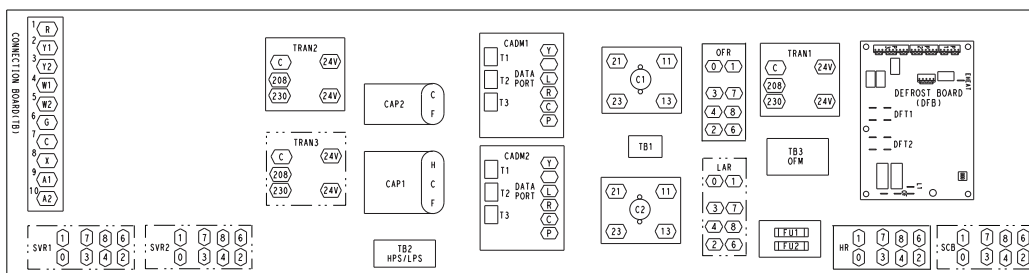 CONNECTION BOARD(TB)
1 R
2 Y1
3 Y2
4 W1
5 W2
6 G
7 C
8 X
9 A1
10 A2
SVR1
1 7 8 6
0 3 4 2
SVR2
1 7 8 6
0 3 4 2
TRAN2
C 24V
208
230 24V
TRAN3
C 24V
208
230 24V
CAP2
C
F
CAP1
H
C
F
TB2
HPS/LPS
CADM1
T1
T2
T3
DATA
PORT
Y
L
R
C
P
CADM2
T1
T2
T3
DATA
PORT
Y
L
R
C
P
21 11
C1
23 13
TB1
21 11
C2
23 13
OFR
0 1
3 7
4 8
2 6
LAR
0 1
3 7
4 8
2 6
TRAN1
C 24V
208
230 24V
TB3
OFM
FU1
FU2
EHEAT
DEFROST BOARD
(DFB)
DFT1
DFT2
HR
1 7 8 6
0 3 4 2
SCB
1 7 8 6
0 3 4 2